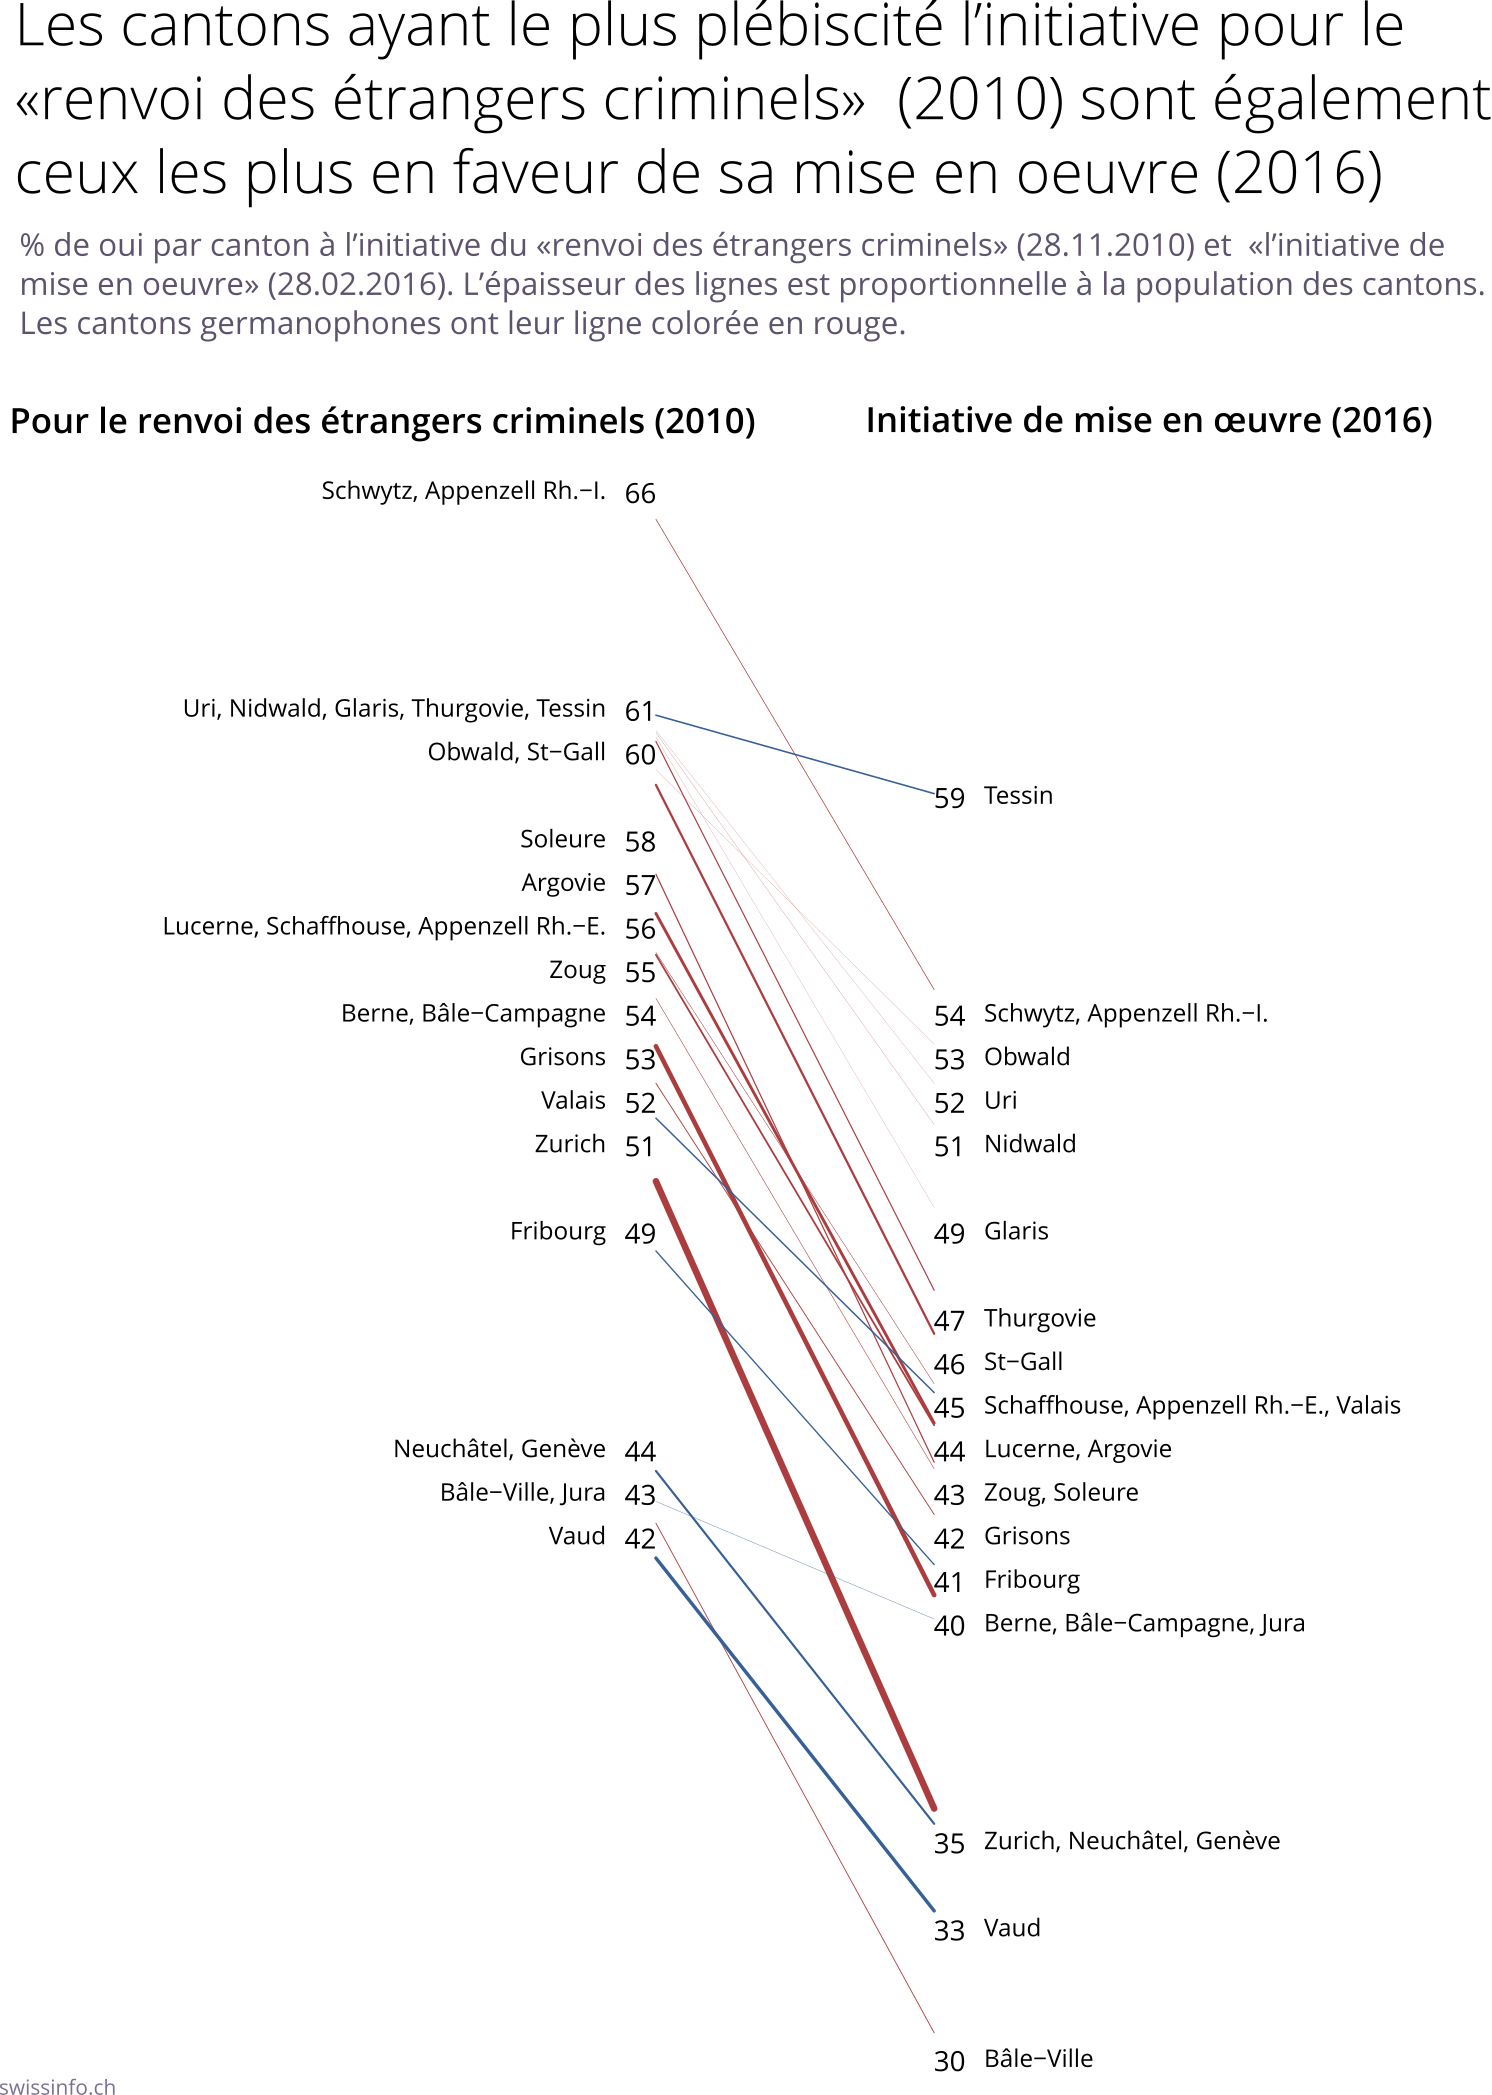 Les cantons ayant le plus plébiscité l’initiative pour le
«renvoi des étrangers criminels» (2010) sont également
ceux les plus en faveur de sa mise en oeuvre (2016)
% de oui par canton à l’initiative du «renvoi des étrangers criminels» (28.11.2010) et «l’initiative de
mise en oeuvre» (28.02.2016). L’épaisseur des lignes est proportionnelle à la population des cantons.
Les cantons germanophones ont leur ligne colorée en rouge.
Pour le renvoi des étrangers criminels (2010)
Initiative de mise en œuvre (2016)
Schwytz, Appenzell Rh.−I. 66
Uri, Nidwald, Glaris, Thurgovie, Tessin 61
Obwald, St−Gall 60
Soleure 58
Argovie 57
Lucerne, Schaffhouse, Appenzell Rh.−E. 56
Zoug 55
Berne, Bâle−Campagne 54
Grisons 53
Valais 52
Zurich 51
Fribourg 49
Neuchâtel, Genève 44
Bâle−Ville, Jura 43
Vaud 42
59 Tessin
54 Schwytz, Appenzell Rh.−I.
53 Obwald
52 Uri
51 Nidwald
49 Glaris
47 Thurgovie
46 St−Gall
45 Schaffhouse, Appenzell Rh.−E., Valais
44 Lucerne, Argovie
43 Zoug, Soleure
42 Grisons
41 Fribourg
40 Berne, Bâle−Campagne, Jura
35 Zurich, Neuchâtel, Genève
33 Vaud
30 Bâle−Ville
swissinfo.ch